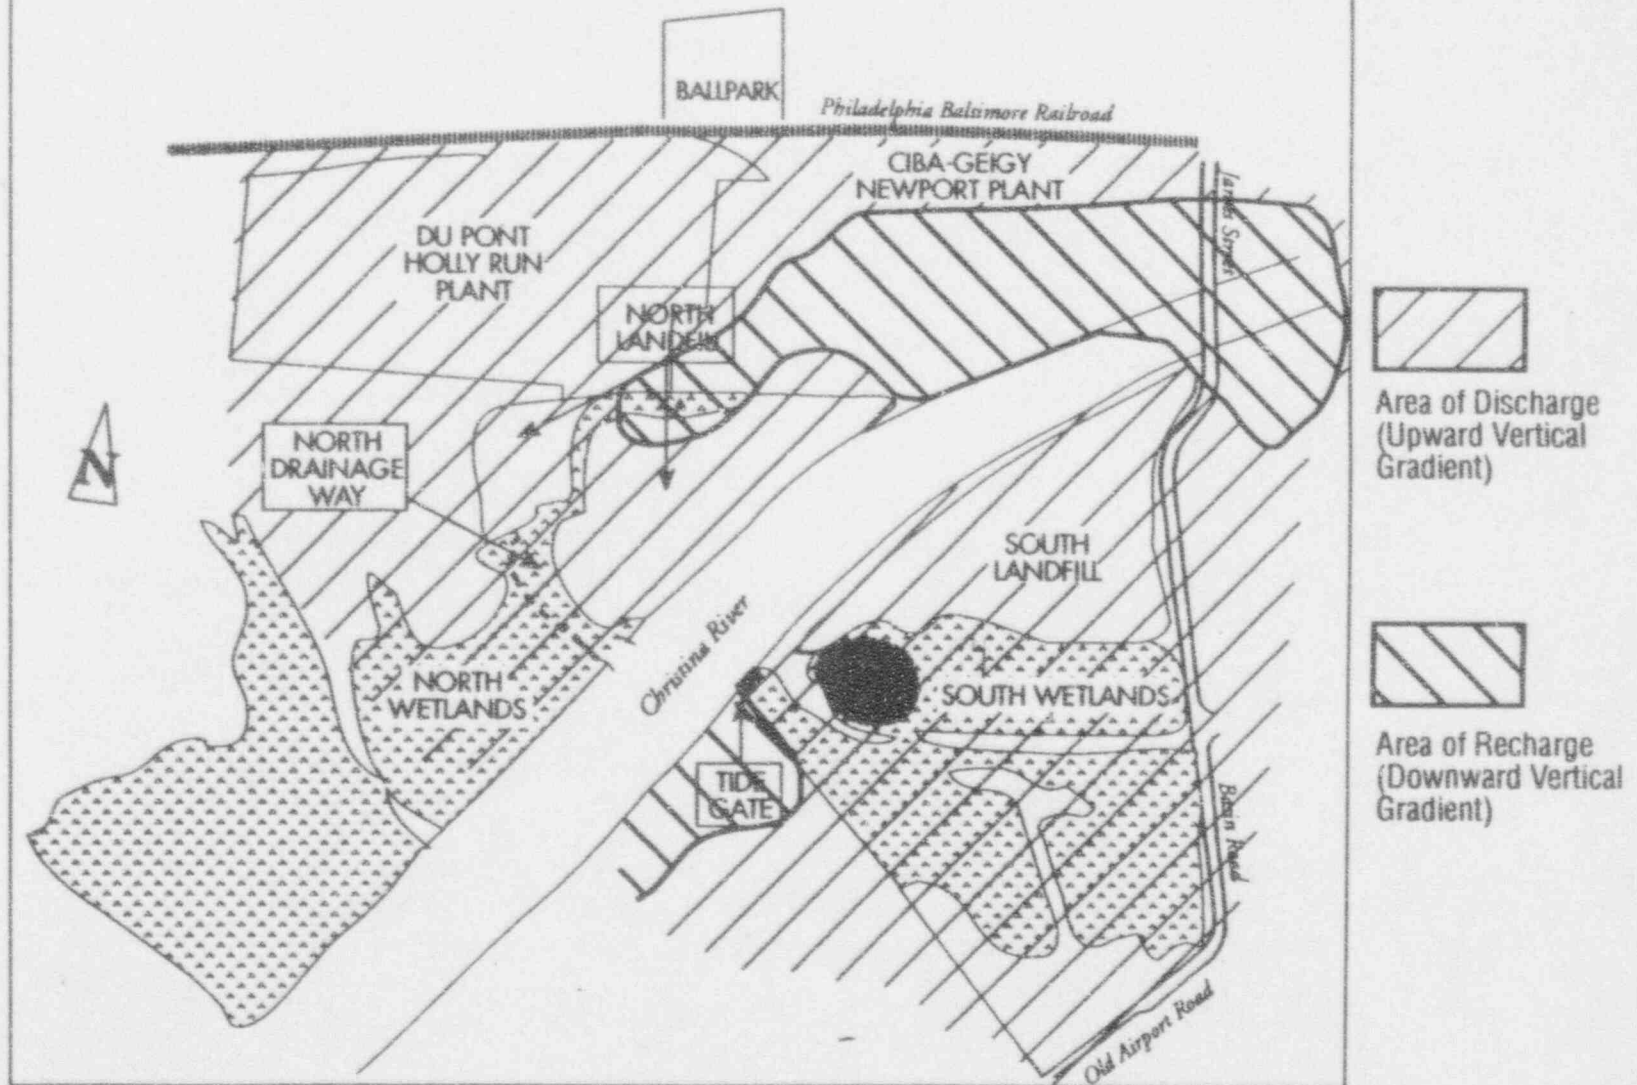 BALLPARK
Philadelphia Baltimore Railroad
CIBA-GEIGY
NEWPORT PLANT
James Street
DU PONT
HOLLY RUN
PLANT
NORTH
LANDFILL
Area of Discharge
(Upward Vertical
Gradient)
NORTH
DRAINAGE
WAY
N
SOUTH
LANDFILL
Christina River
NORTH
WETLANDS
SOUTH WETLANDS
TIDE
GATE
Area of Recharge
(Downward Vertical
Gradient)
Basin Road
Old Airport Road